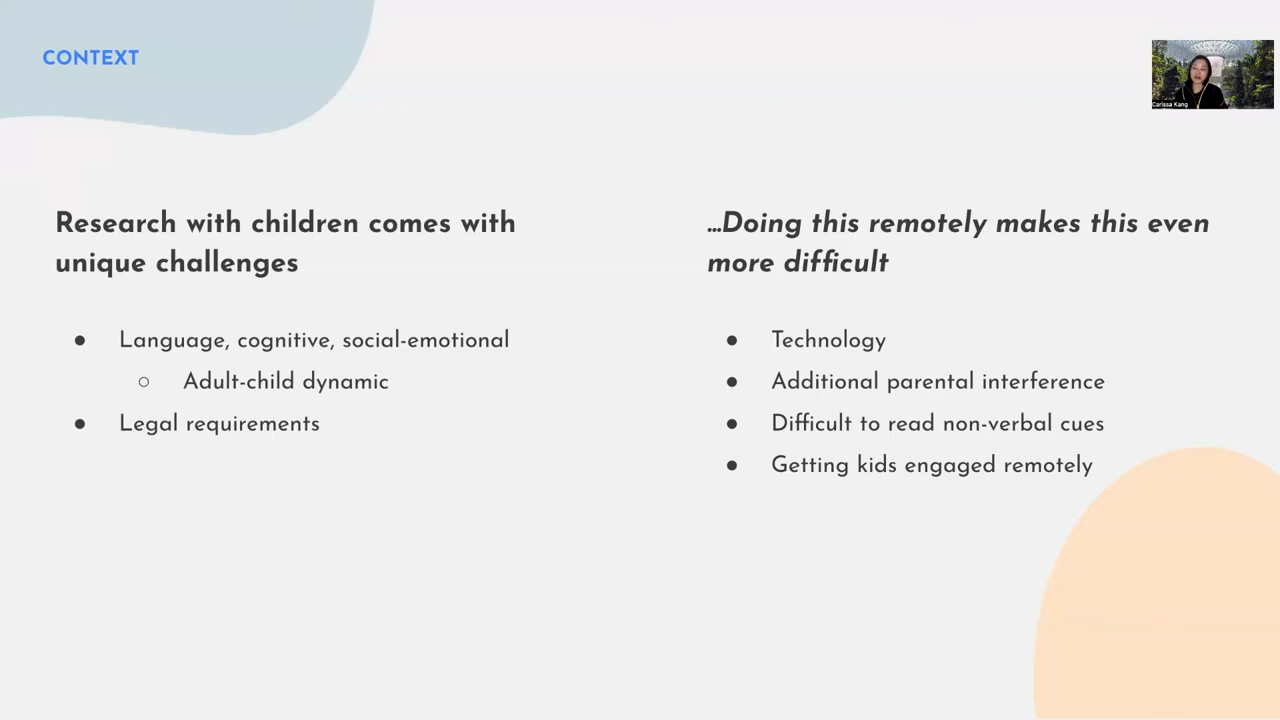 CONTEXT
Carissa Kang
Research with children comes with
unique challenges
● Language, cognitive, social-emotional
○ Adult-child dynamic
● Legal requirements
...Doing this remotely makes this even
more difficult
● Technology
● Additional parental interference
● Difficult to read non-verbal cues
● Getting kids engaged remotely